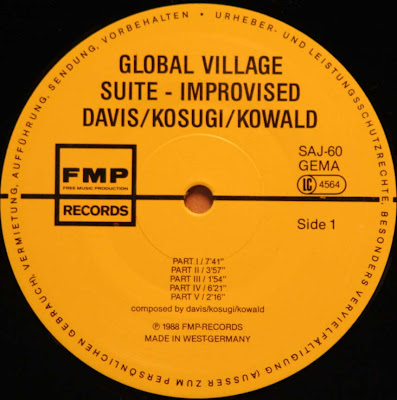 URHEBER- UND LEISTUNGSSCHUTZRECHTE, BESONDERS VERVIELFÄLTIGUNG (AUSSER ZUM PERSÖNLICHEN GEBRAUCH), VERMIETUNG, AUFFÜHRUNG, SENDUNG, VORBEHALTEN •
GLOBAL VILLAGE
SUITE - IMPROVISED
DAVIS/KOSUGI/KOWALD
FMP
FREE MUSIC PRODUCTION
RECORDS
SAJ-60
GEMA
LC 4564
Side 1
PART I / 7'41"
PART II / 3'57"
PART III / 1'54"
PART IV / 6'21"
PART V / 2'16"
composed by davis/kosugi/kowald
℗ 1988 FMP-RECORDS
MADE IN WEST-GERMANY